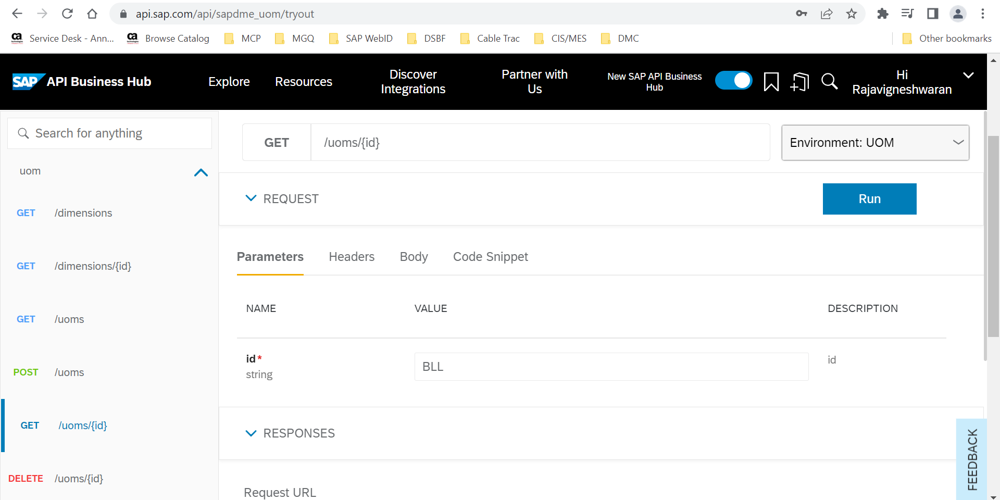 api.sap.com/api/sapdme_uom/tryout
ca
technologies
Service Desk - Ann...
ca
technologies
Browse Catalog
MCP
MGQ
SAP WebID
DSBF
Cable Trac
CIS/MES
DMC
Other bookmarks
SAP API Business Hub
Explore
Resources
Discover
Integrations
Partner with
Us
New SAP API Business
Hub
Hi
Rajavigneshwaran
Search for anything
uom
GET /dimensions
GET /dimensions/{id}
GET /uoms
POST /uoms
GET /uoms/{id}
DELETE /uoms/{id}
GET /uoms/{id}
Environment: UOM
REQUEST
Run
Parameters Headers Body Code Snippet
NAME VALUE DESCRIPTION
id* BLL id
string
RESPONSES
Request URL
FEEDBACK